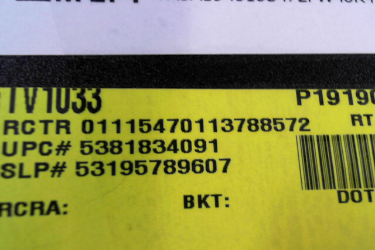 TV1033 P1919
RCTR 01115470113788572 RT
UPC# 5381834091
SLP# 53195789607
RCRA: BKT: DOT